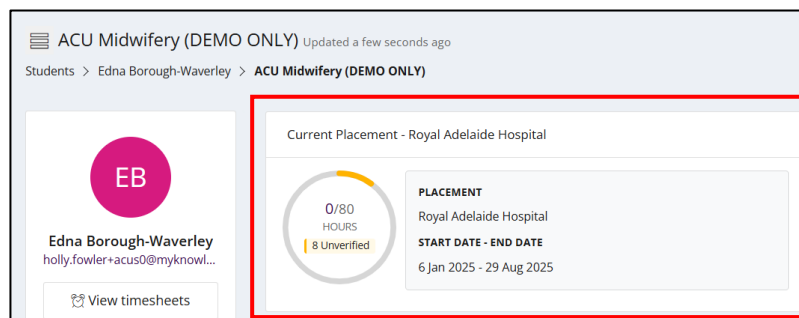 ACU Midwifery (DEMO ONLY) Updated a few seconds ago
Students > Edna Borough-Waverley > ACU Midwifery (DEMO ONLY)
EB
Edna Borough-Waverley
holly.fowler+acus0@myknowl...
View timesheets
Current Placement - Royal Adelaide Hospital
0/80
HOURS
8 Unverified
PLACEMENT
Royal Adelaide Hospital
START DATE - END DATE
6 Jan 2025 - 29 Aug 2025